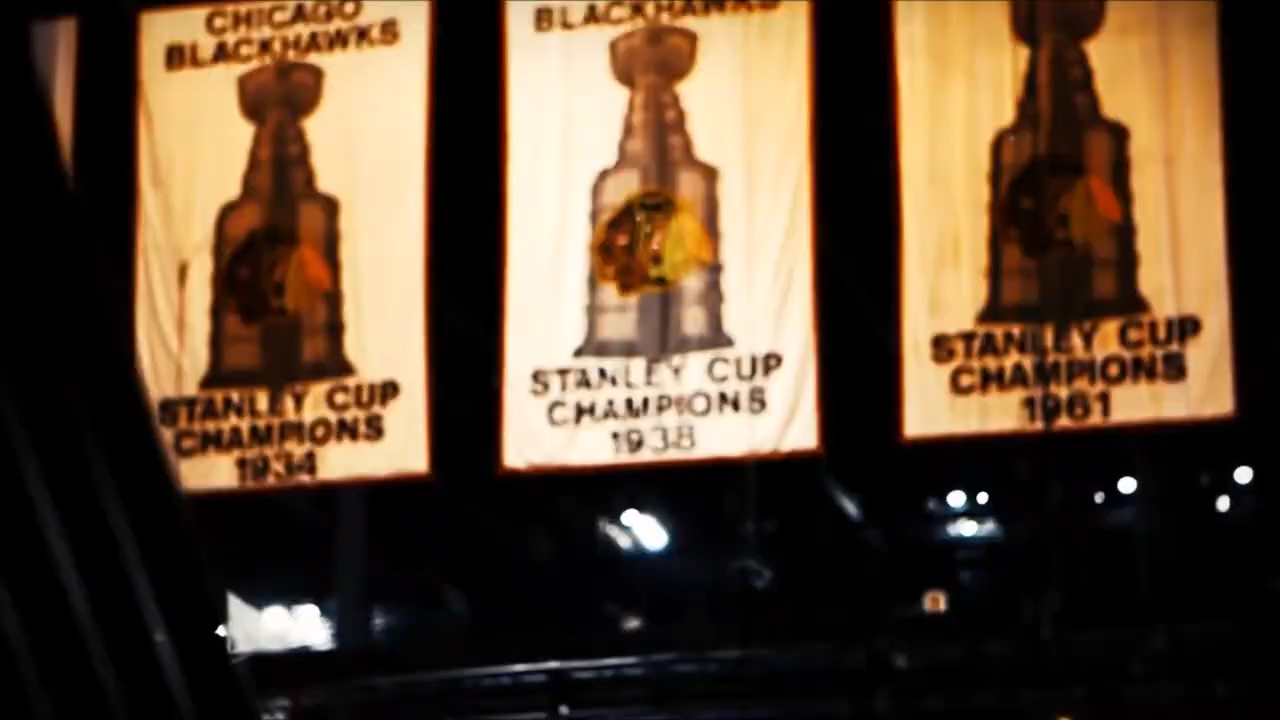 CHICAGO
BLACKHAWKS
STANLEY CUP
CHAMPIONS
1934
BLACKHAWKS
STANLEY CUP
CHAMPIONS
1938
STANLEY CUP
CHAMPIONS
1961